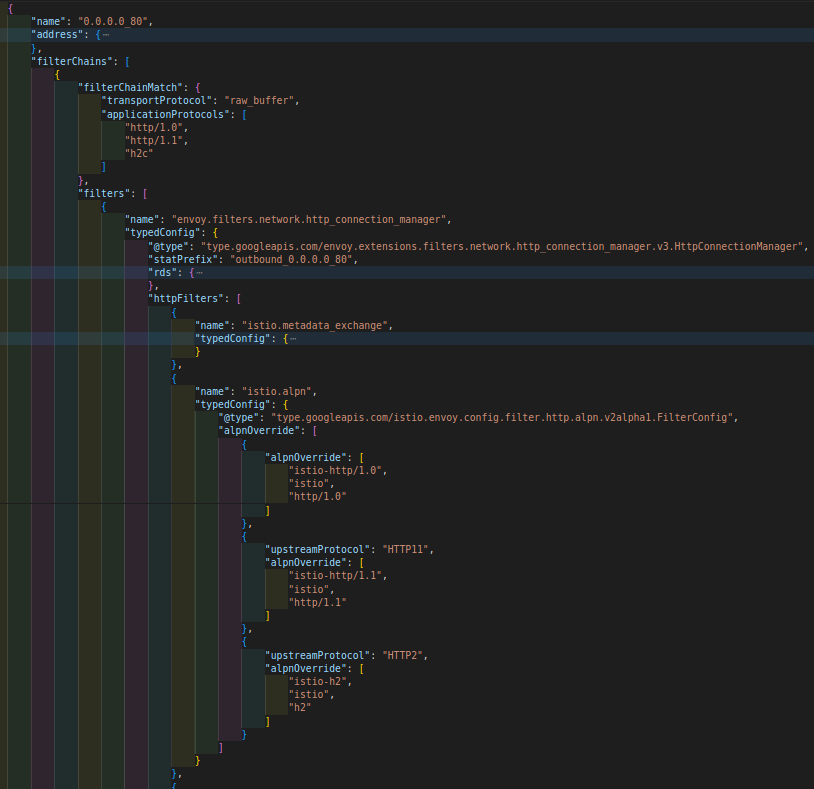 {
"name": "0.0.0.0_80",
"address": {⋯
},
"filterChains": [
{
"filterChainMatch": {
"transportProtocol": "raw_buffer",
"applicationProtocols": [
"http/1.0",
"http/1.1",
"h2c"
]
},
"filters": [
{
"name": "envoy.filters.network.http_connection_manager",
"typedConfig": {
"@type": "type.googleapis.com/envoy.extensions.filters.network.http_connection_manager.v3.HttpConnectionManager",
"statPrefix": "outbound_0.0.0.0_80",
"rds": {⋯
},
"httpFilters": [
{
"name": "istio.metadata_exchange",
"typedConfig": {⋯
}
},
{
"name": "istio.alpn",
"typedConfig": {
"@type": "type.googleapis.com/istio.envoy.config.filter.http.alpn.v2alpha1.FilterConfig",
"alpnOverride": [
{
"alpnOverride": [
"istio-http/1.0",
"istio",
"http/1.0"
]
},
{
"upstreamProtocol": "HTTP11",
"alpnOverride": [
"istio-http/1.1",
"istio",
"http/1.1"
]
},
{
"upstreamProtocol": "HTTP2",
"alpnOverride": [
"istio-h2",
"istio",
"h2"
]
}
]
}
},
{